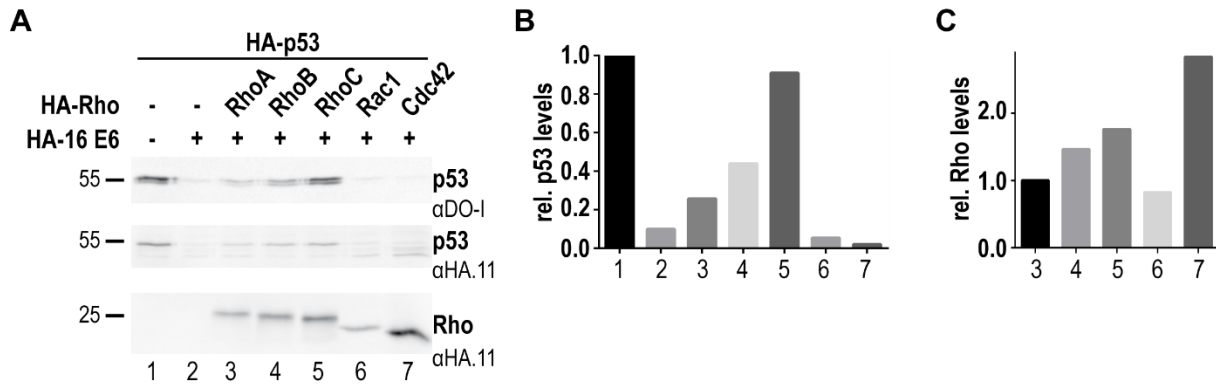 A
HA-p53
HA-Rho - - RhoA RhoB RhoC Rac1 Cdc42
HA-16 E6 - + + + + + +
55 p53
αDO-I
55 p53
αHA.11
25 Rho
αHA.11
1 2 3 4 5 6 7
B
rel. p53 levels
1.0
0.8
0.6
0.4
0.2
0.0
1 2 3 4 5 6 7
C
rel. Rho levels
2.0
1.0
0.0
3 4 5 6 7